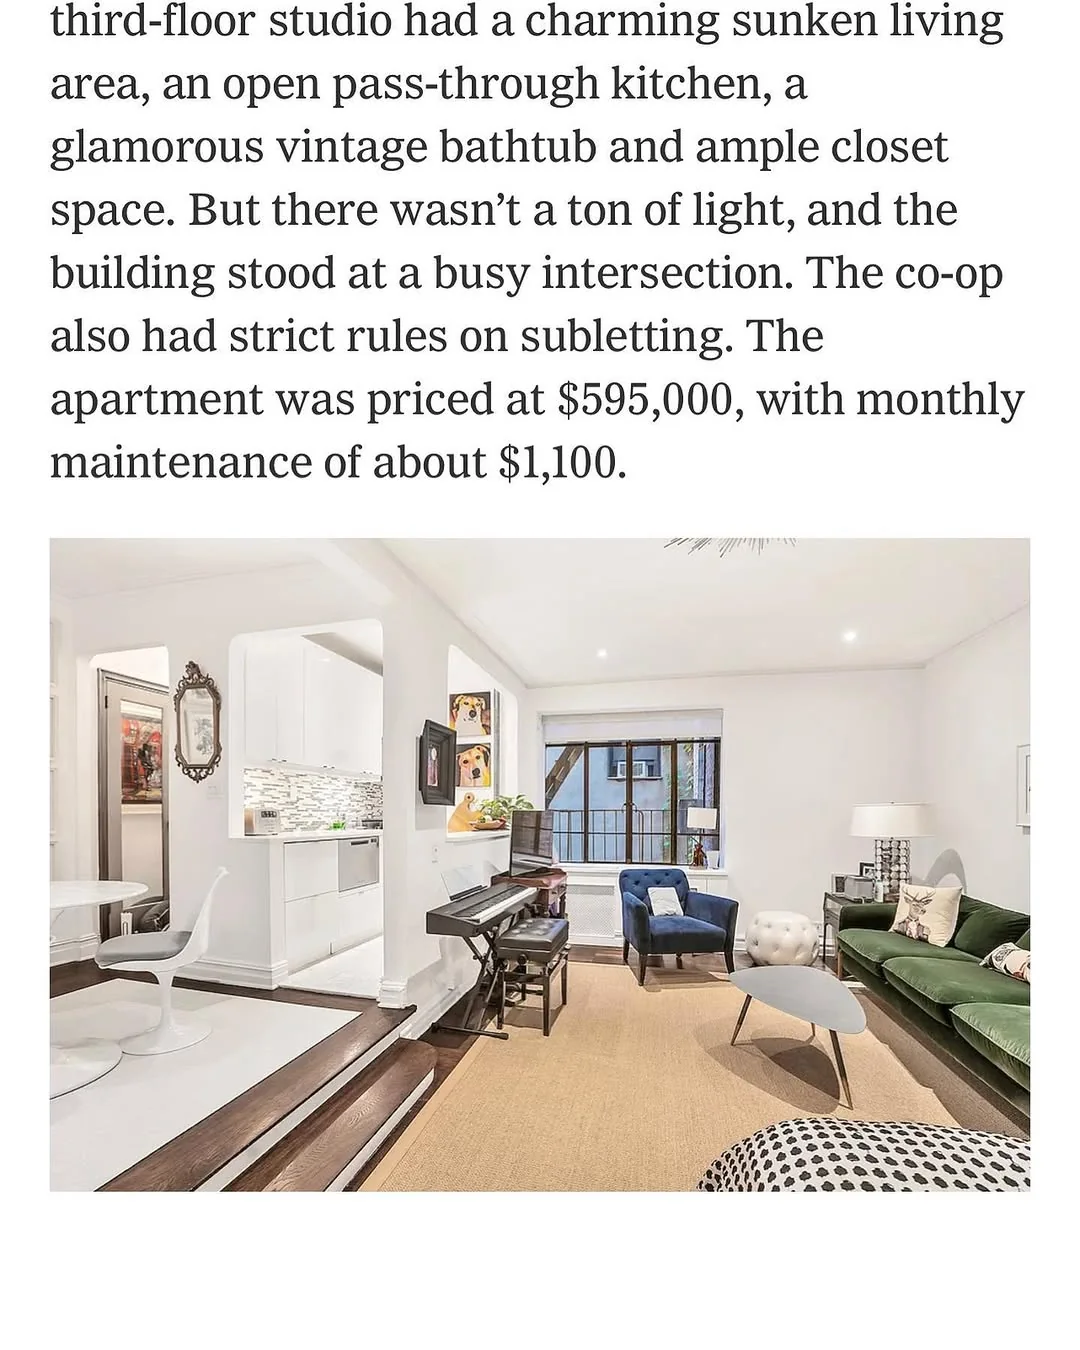 third-floor studio had a charming sunken living
area, an open pass-through kitchen, a
glamorous vintage bathtub and ample closet
space. But there wasn’t a ton of light, and the
building stood at a busy intersection. The co-op
also had strict rules on subletting. The
apartment was priced at $595,000, with monthly
maintenance of about $1,100.